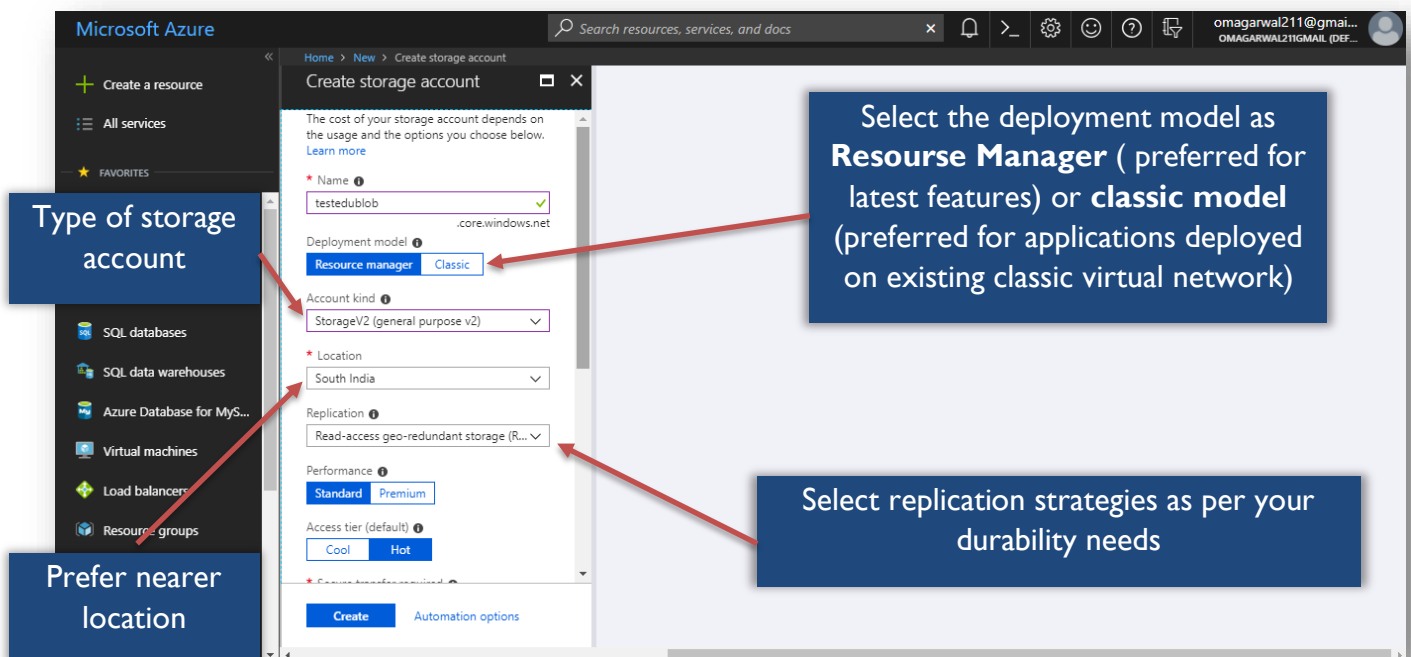 Microsoft Azure
Search resources, services, and docs
omagarwal211@gmai...
OMAGARWAL211GMAIL (DEF...
Create a resource
All services
FAVORITES
SQL databases
SQL data warehouses
Azure Database for MyS...
Virtual machines
Load balancers
Resource groups
Home > New > Create storage account
Create storage account
The cost of your storage account depends on
the usage and the options you choose below.
Learn more
* Name
testedublob
.core.windows.net
Deployment model
Resource manager Classic
Account kind
StorageV2 (general purpose v2)
* Location
South India
Replication
Read-access geo-redundant storage (R...
Performance
Standard Premium
Access tier (default)
Cool Hot
* Secure transfer required
Create Automation options
Type of storage
account
Prefer nearer
location
Select the deployment model as
Resourse Manager ( preferred for
latest features) or classic model
(preferred for applications deployed
on existing classic virtual network)
Select replication strategies as per your
durability needs